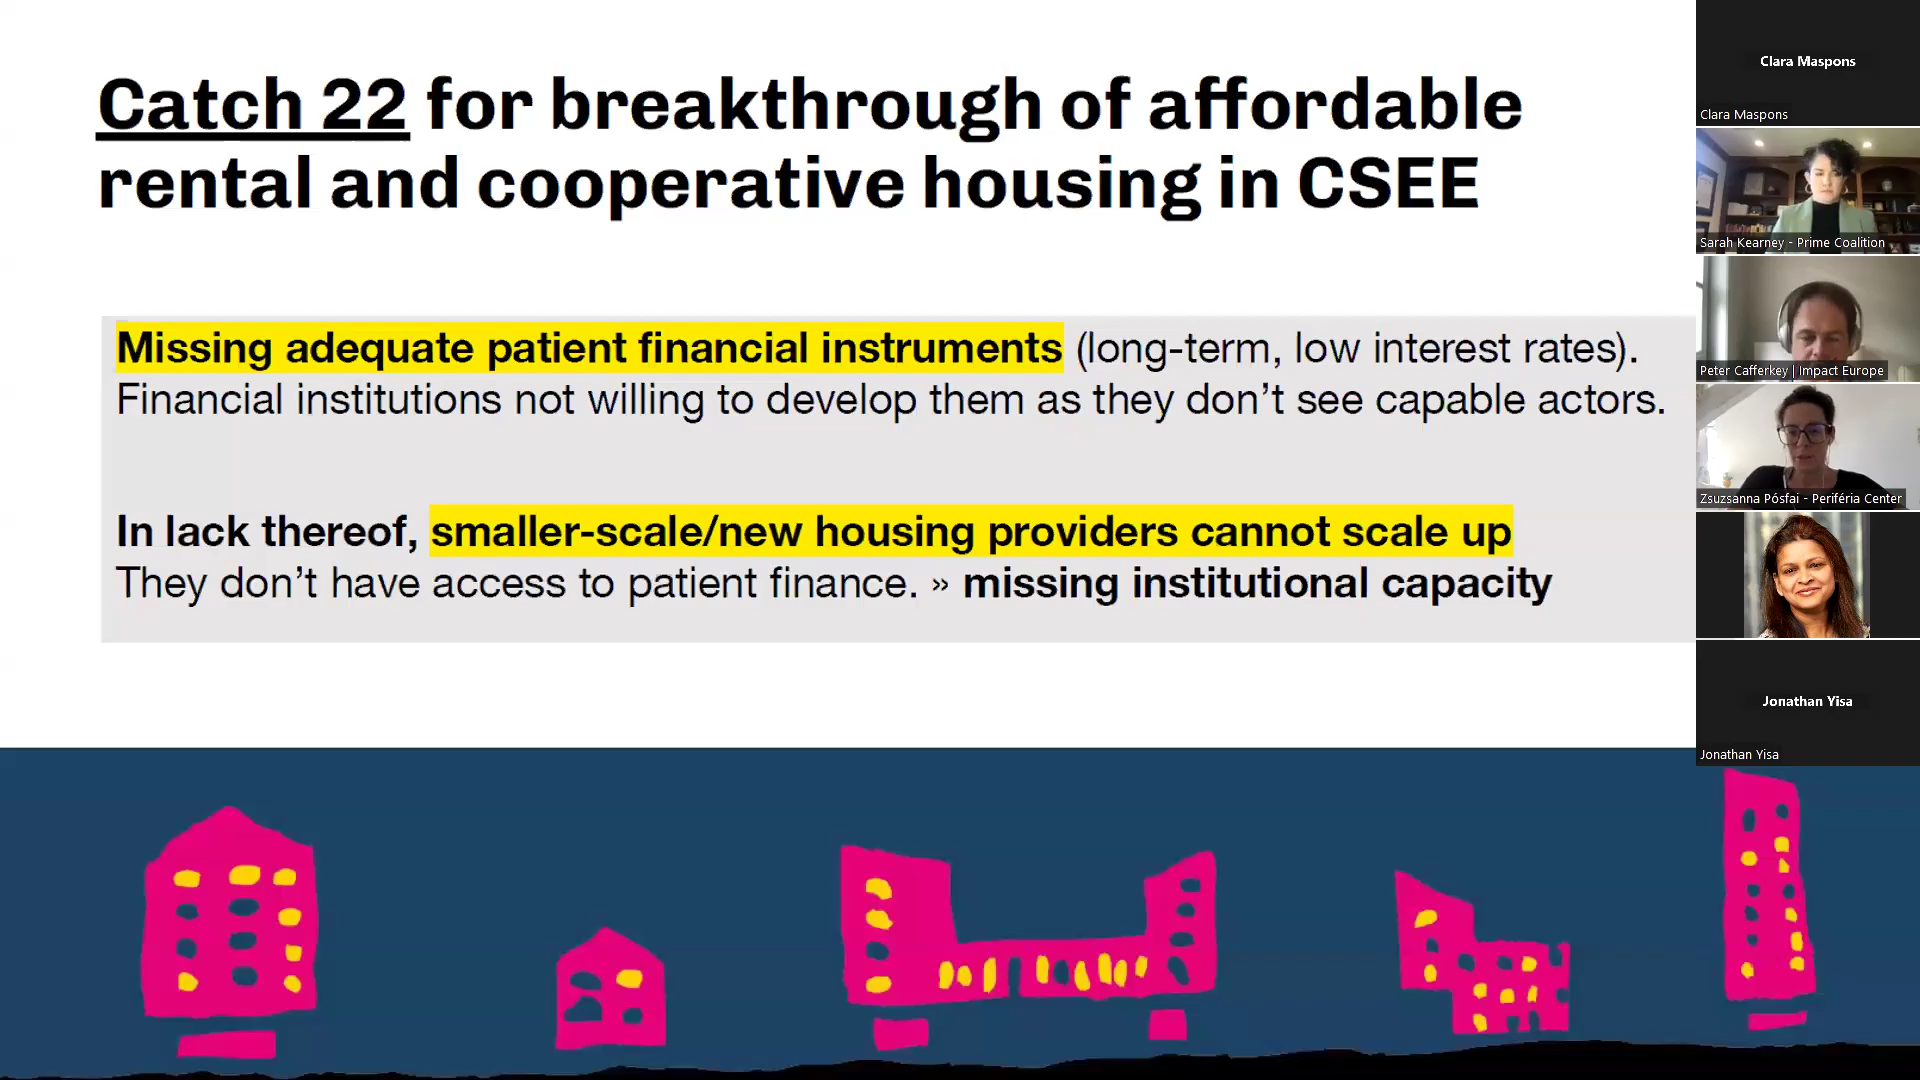 Catch 22 for breakthrough of affordable
rental and cooperative housing in CSEE
Missing adequate patient financial instruments (long-term, low interest rates).
Financial institutions not willing to develop them as they don’t see capable actors.
In lack thereof, smaller-scale/new housing providers cannot scale up
They don’t have access to patient finance. » missing institutional capacity
Clara Maspons
Clara Maspons
Sarah Kearney - Prime Coalition
Peter Cafferkey | Impact Europe
Zsuzsanna Pósfai - Periféria Center
Jonathan Yisa
Jonathan Yisa